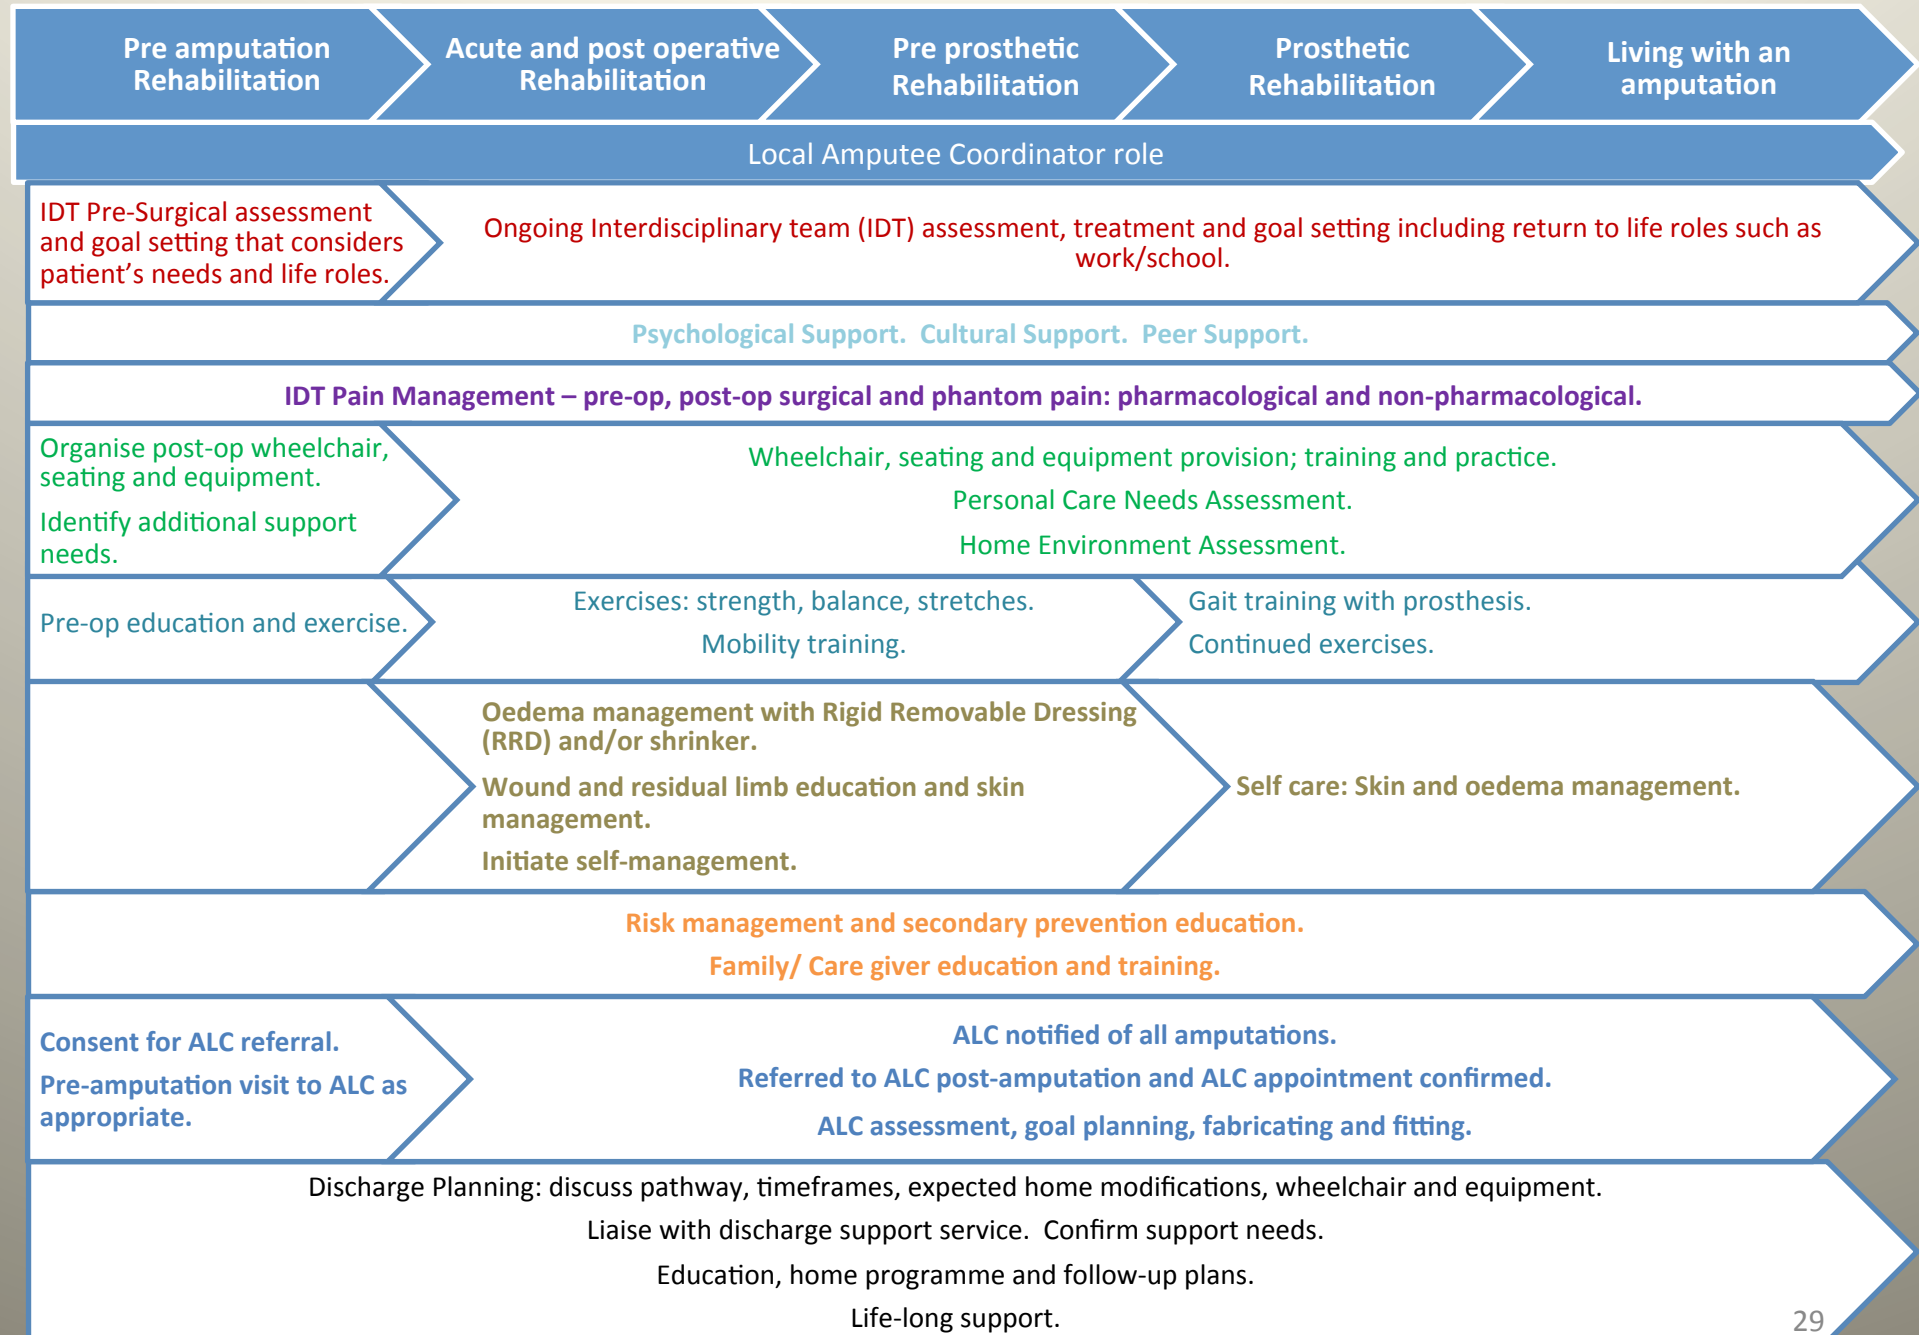 Pre amputation
Rehabilitation
Acute and post operative
Rehabilitation
Pre prosthetic
Rehabilitation
Prosthetic
Rehabilitation
Living with an
amputation
Local Amputee Coordinator role
IDT Pre-Surgical assessment
and goal setting that considers
patient's needs and life roles.
Ongoing Interdisciplinary team (IDT) assessment, treatment and goal setting including return to life roles such as
work/school.
Psychological Support.  Cultural Support.  Peer Support.
IDT Pain Management – pre-op, post-op surgical and phantom pain: pharmacological and non-pharmacological.
Organise post-op wheelchair,
seating and equipment.
Identify additional support
needs.
Wheelchair, seating and equipment provision; training and practice.
Personal Care Needs Assessment.
Home Environment Assessment.
Pre-op education and exercise.
Exercises: strength, balance, stretches.
Mobility training.
Gait training with prosthesis.
Continued exercises.
Oedema management with Rigid Removable Dressing
(RRD) and/or shrinker.
Wound and residual limb education and skin
management.
Initiate self-management.
Self care: Skin and oedema management.
Risk management and secondary prevention education.
Family/ Care giver education and training.
Consent for ALC referral.
Pre-amputation visit to ALC as
appropriate.
ALC notified of all amputations.
Referred to ALC post-amputation and ALC appointment confirmed.
ALC assessment, goal planning, fabricating and fitting.
Discharge Planning: discuss pathway, timeframes, expected home modifications, wheelchair and equipment.
Liaise with discharge support service.  Confirm support needs.
Education, home programme and follow-up plans.
Life-long support.
29